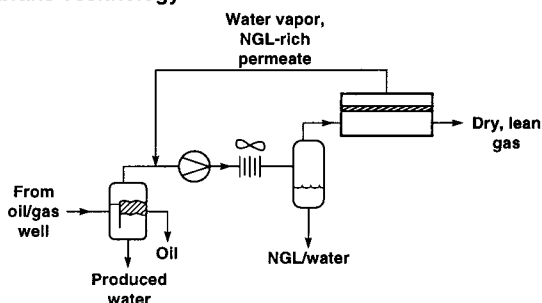 Water vapor,
NGL-rich
permeate
Dry, lean
gas
From
oil/gas
well
Oil
NGL/water
Produced
water